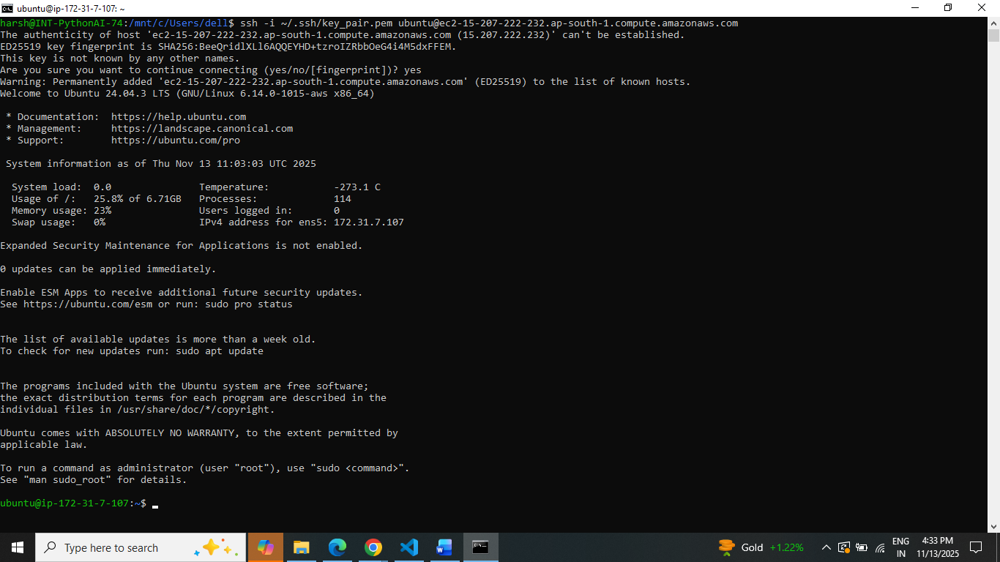 ubuntu@ip-172-31-7-107: ~
harsh@INT-PythonAI-74:/mnt/c/Users/dell$ ssh -i ~/.ssh/key_pair.pem ubuntu@ec2-15-207-222-232.ap-south-1.compute.amazonaws.com
The authenticity of host 'ec2-15-207-222-232.ap-south-1.compute.amazonaws.com (15.207.222.232)' can't be established.
ED25519 key fingerprint is SHA256:BeeQridlXLl6AQQEYHD+tzroIZRbbOeG4i4M5dxFFEM.
This key is not known by any other names.
Are you sure you want to continue connecting (yes/no/[fingerprint])? yes
Warning: Permanently added 'ec2-15-207-222-232.ap-south-1.compute.amazonaws.com' (ED25519) to the list of known hosts.
Welcome to Ubuntu 24.04.3 LTS (GNU/Linux 6.14.0-1015-aws x86_64)
* Documentation:  https://help.ubuntu.com
* Management:     https://landscape.canonical.com
* Support:        https://ubuntu.com/pro
System information as of Thu Nov 13 11:03:03 UTC 2025
System load:  0.0               Temperature:           -273.1 C
Usage of /:   25.8% of 6.71GB   Processes:             114
Memory usage: 23%               Users logged in:       0
Swap usage:   0%                IPv4 address for ens5: 172.31.7.107
Expanded Security Maintenance for Applications is not enabled.
0 updates can be applied immediately.
Enable ESM Apps to receive additional future security updates.
See https://ubuntu.com/esm or run: sudo pro status
The list of available updates is more than a week old.
To check for new updates run: sudo apt update
The programs included with the Ubuntu system are free software;
the exact distribution terms for each program are described in the
individual files in /usr/share/doc/*/copyright.
Ubuntu comes with ABSOLUTELY NO WARRANTY, to the extent permitted by
applicable law.
To run a command as administrator (user "root"), use "sudo <command>".
See "man sudo_root" for details.
ubuntu@ip-172-31-7-107:~$
Type here to search
Gold +1.22%
ENG
IN
4:33 PM
11/13/2025